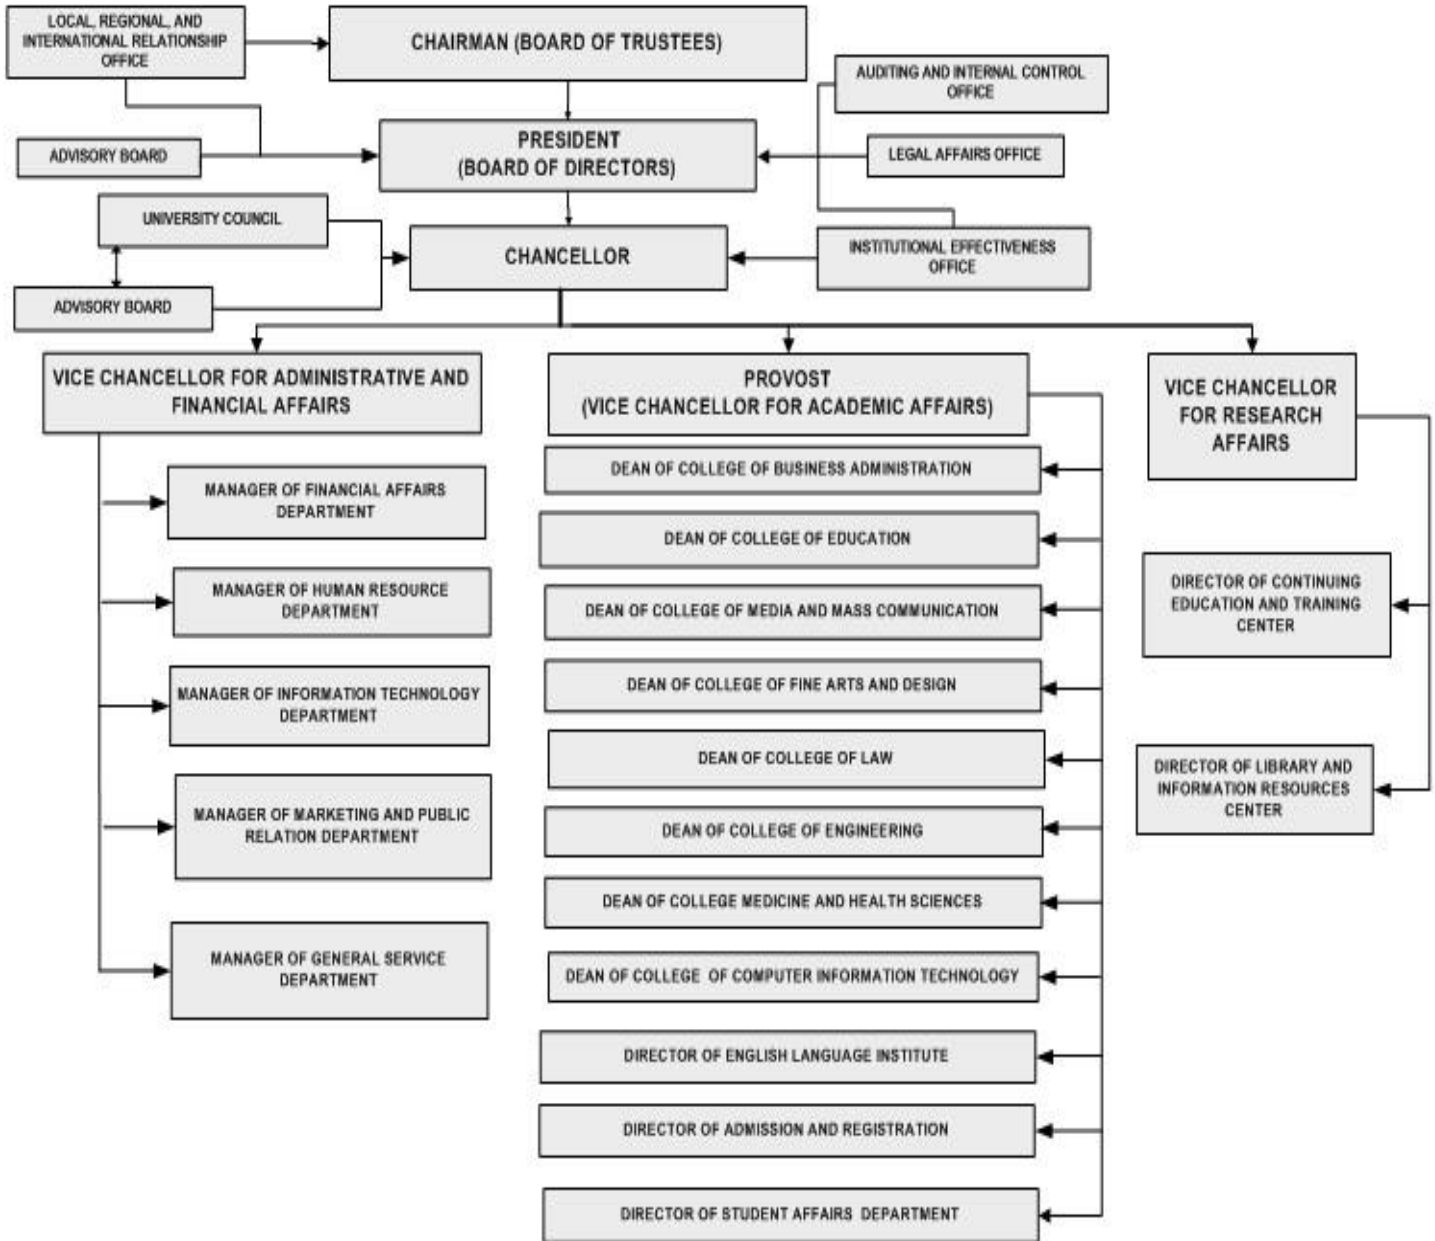 LOCAL, REGIONAL, AND
INTERNATIONAL RELATIONSHIP
OFFICE
CHAIRMAN (BOARD OF TRUSTEES)
AUDITING AND INTERNAL CONTROL
OFFICE
ADVISORY BOARD
PRESIDENT
(BOARD OF DIRECTORS)
LEGAL AFFAIRS OFFICE
UNIVERSITY COUNCIL
CHANCELLOR
INSTITUTIONAL EFFECTIVENESS
OFFICE
ADVISORY BOARD
VICE CHANCELLOR FOR ADMINISTRATIVE AND
FINANCIAL AFFAIRS
MANAGER OF FINANCIAL AFFAIRS
DEPARTMENT
MANAGER OF HUMAN RESOURCE
DEPARTMENT
MANAGER OF INFORMATION TECHNOLOGY
DEPARTMENT
MANAGER OF MARKETING AND PUBLIC
RELATION DEPARTMENT
MANAGER OF GENERAL SERVICE
DEPARTMENT
PROVOST
(VICE CHANCELLOR FOR ACADEMIC AFFAIRS)
DEAN OF COLLEGE OF BUSINESS ADMINISTRATION
DEAN OF COLLEGE OF EDUCATION
DEAN OF COLLEGE OF MEDIA AND MASS COMMUNICATION
DEAN OF COLLEGE OF FINE ARTS AND DESIGN
DEAN OF COLLEGE OF LAW
DEAN OF COLLEGE OF ENGINEERING
DEAN OF COLLEGE MEDICINE AND HEALTH SCIENCES
DEAN OF COLLEGE OF COMPUTER INFORMATION TECHNOLOGY
DIRECTOR OF ENGLISH LANGUAGE INSTITUTE
DIRECTOR OF ADMISSION AND REGISTRATION
DIRECTOR OF STUDENT AFFAIRS DEPARTMENT
VICE CHANCELLOR
FOR RESEARCH
AFFAIRS
DIRECTOR OF CONTINUING
EDUCATION AND TRAINING
CENTER
DIRECTOR OF LIBRARY AND
INFORMATION RESOURCES
CENTER